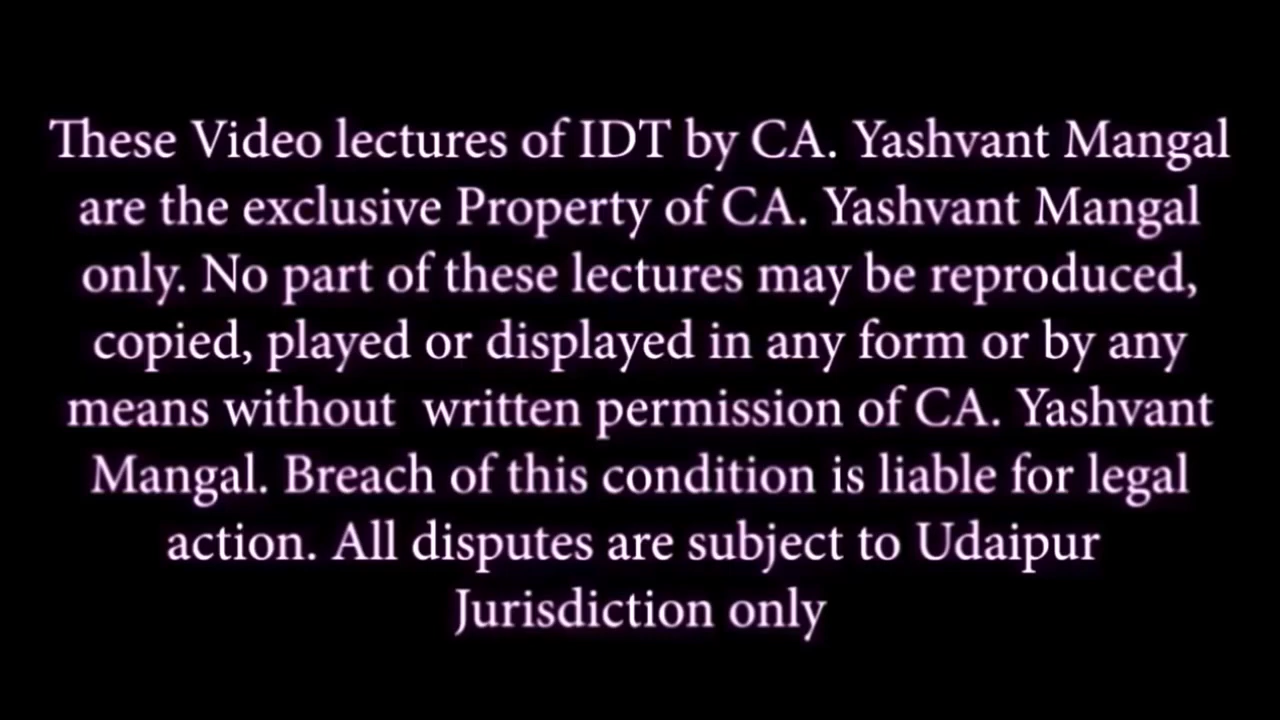 These Video lectures of IDT by CA. Yashvant Mangal
are the exclusive Property of CA. Yashvant Mangal
only. No part of these lectures may be reproduced,
copied, played or displayed in any form or by any
means without  written permission of CA. Yashvant
Mangal. Breach of this condition is liable for legal
action. All disputes are subject to Udaipur
Jurisdiction only